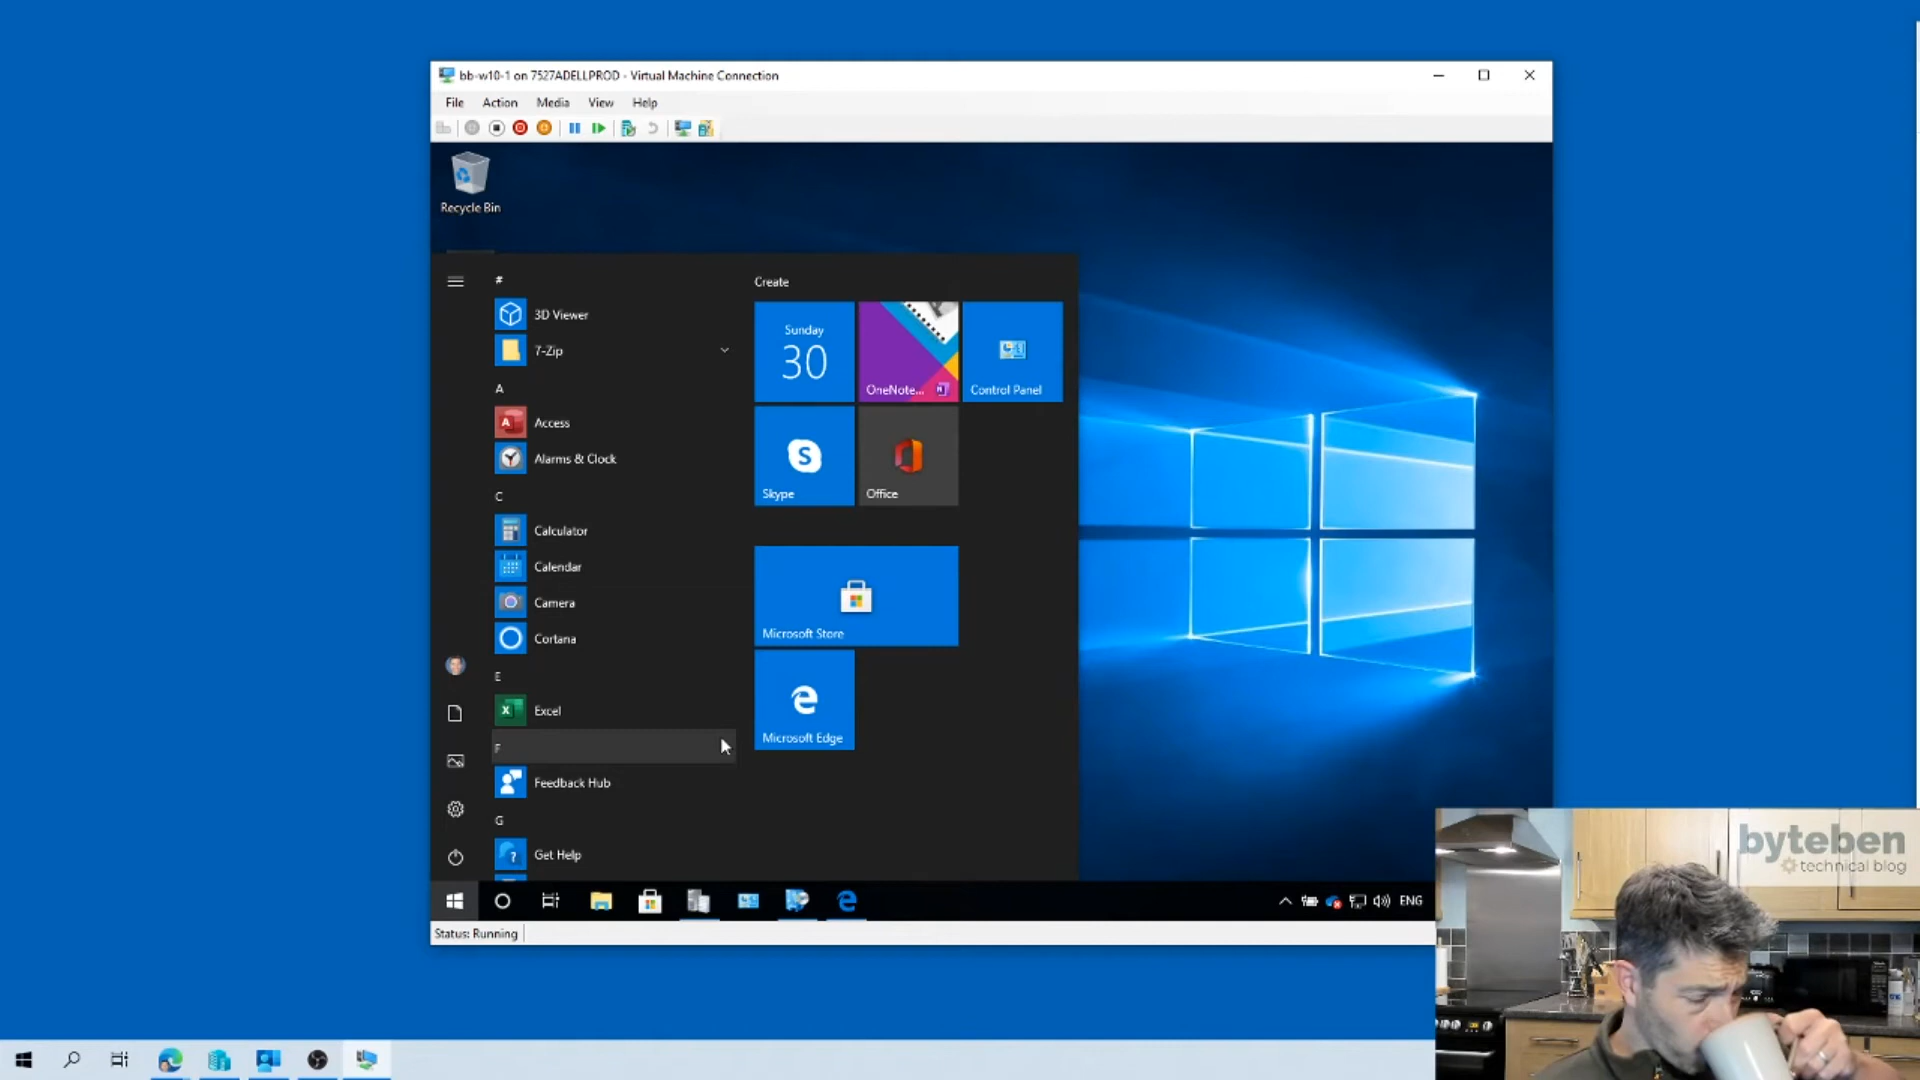 bb-w10-1 on 7527ADELLPROD - Virtual Machine Connection
File Action Media View Help
Recycle Bin
#
3D Viewer
7-Zip
A
Access
Alarms & Clock
C
Calculator
Calendar
Camera
Cortana
E
Excel
F
Feedback Hub
G
Get Help
Create
Sunday
30
OneNote...
Control Panel
Skype
Office
Microsoft Store
Microsoft Edge
ENG
Status: Running
byteben
technical blog